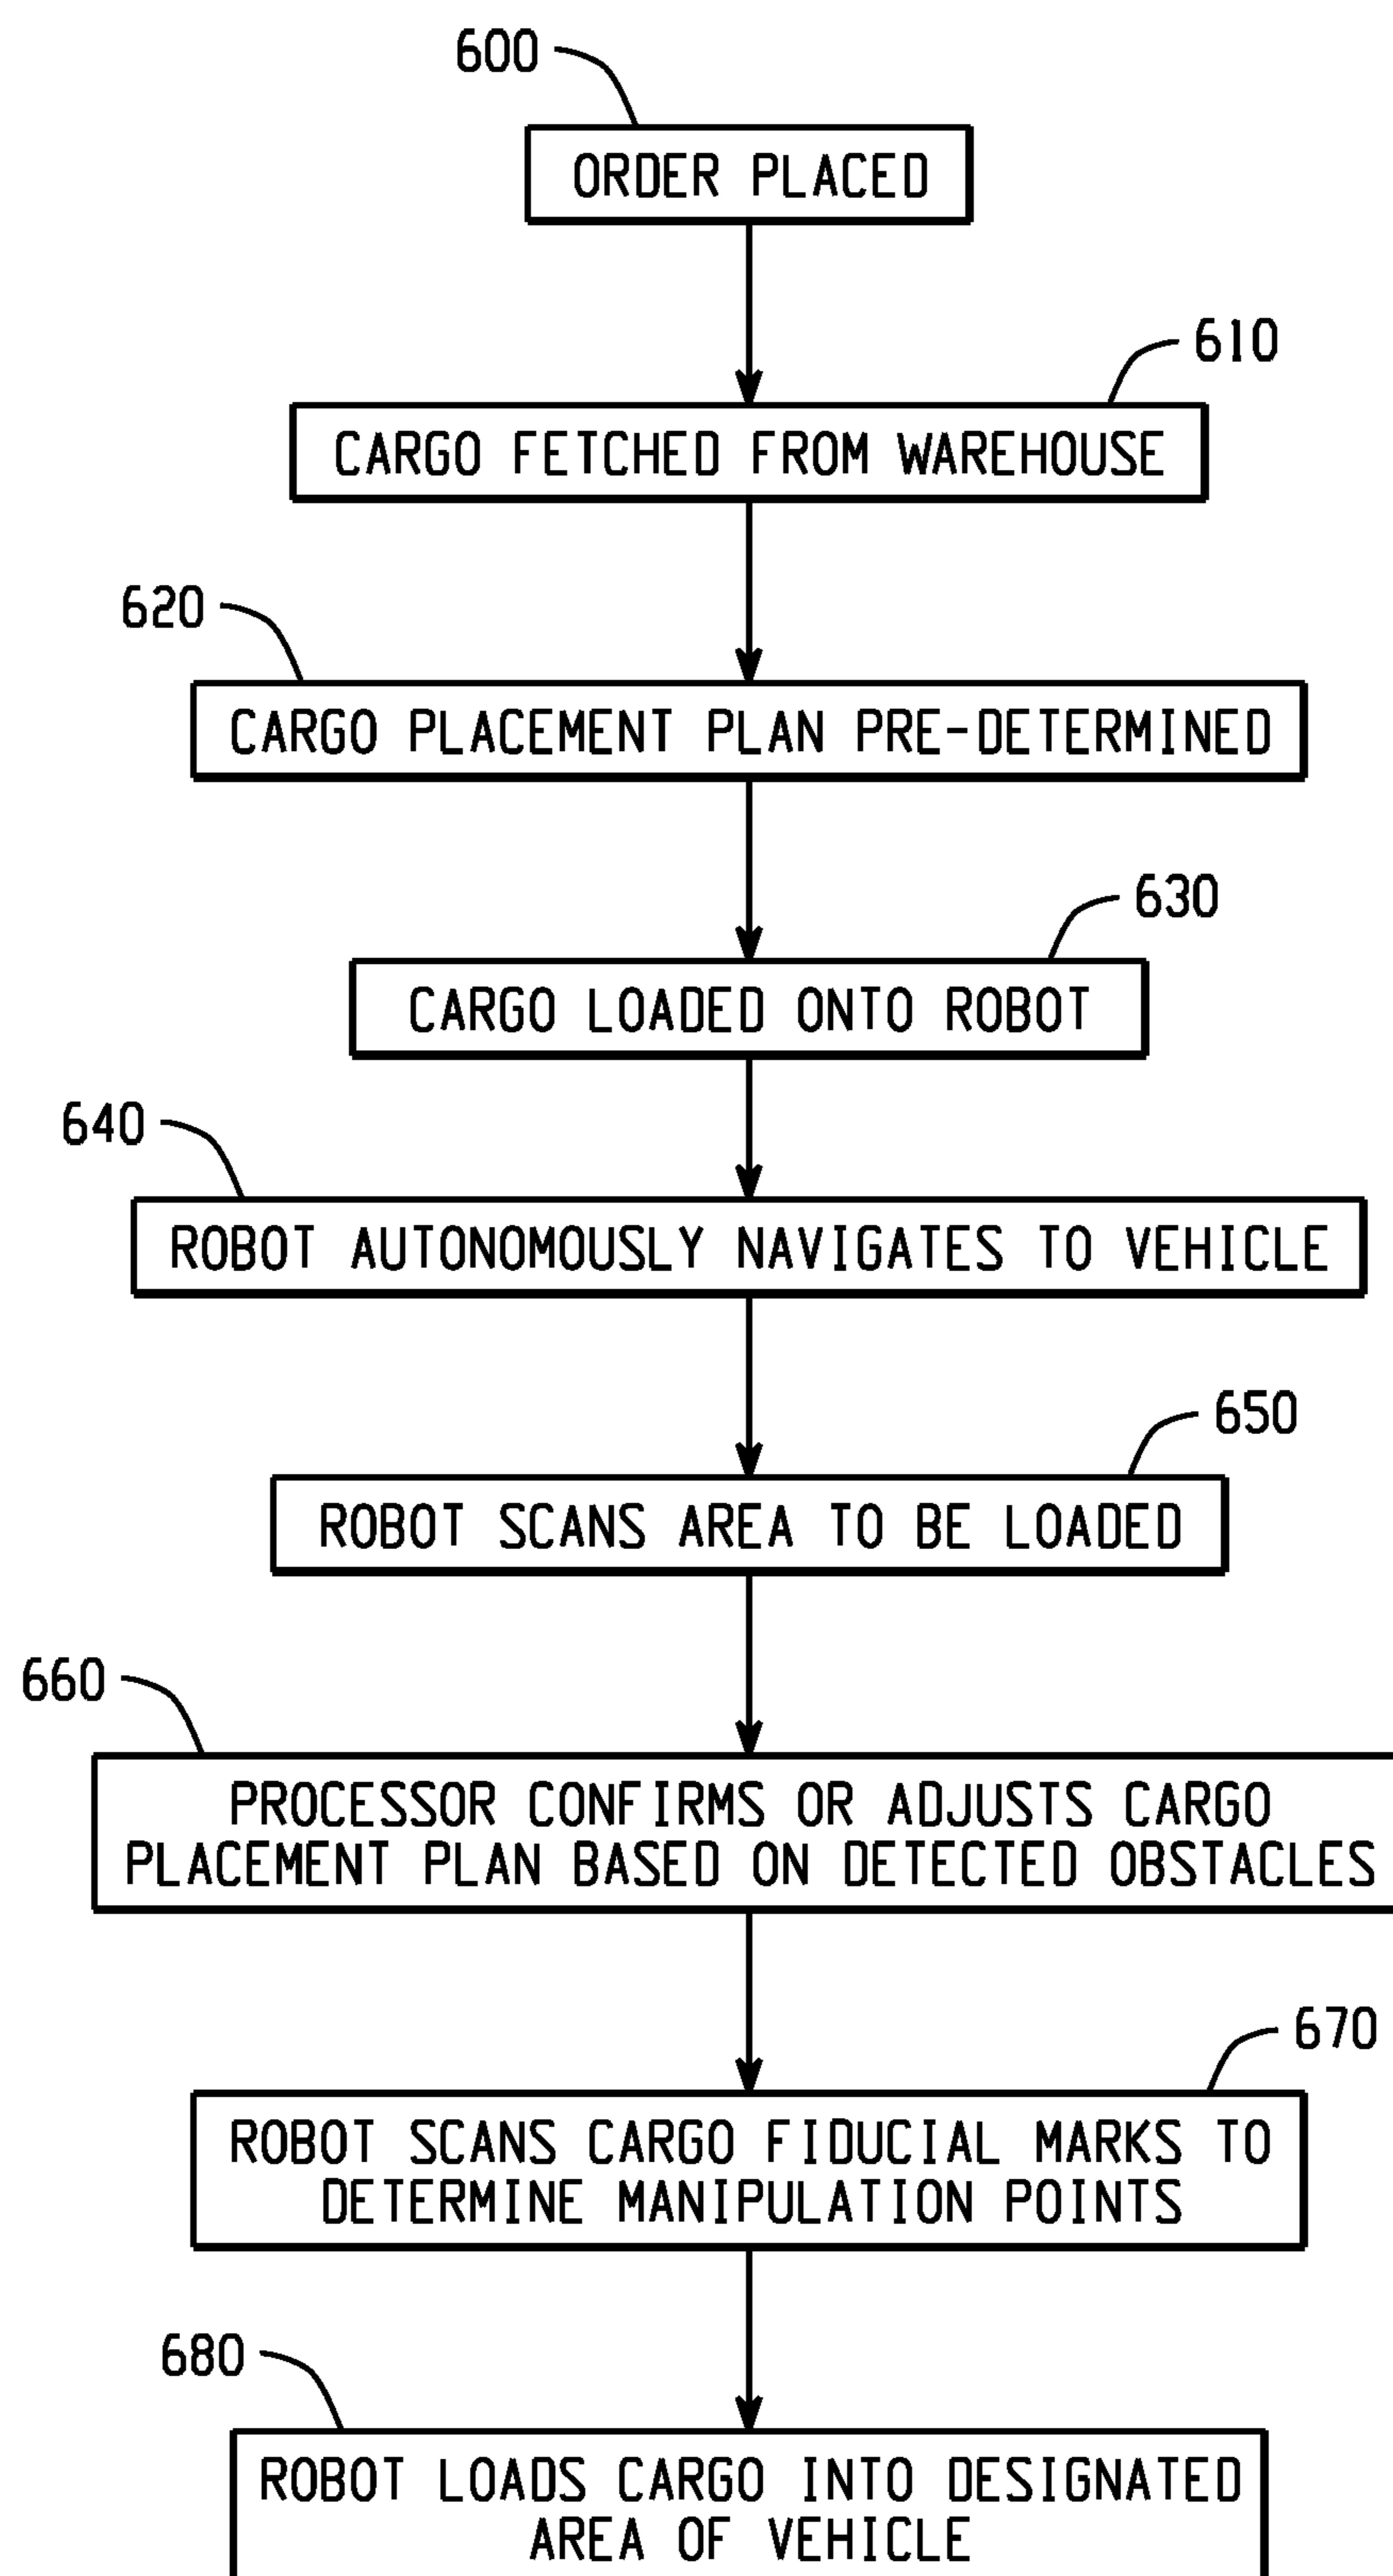 600
ORDER PLACED
610
CARGO FETCHED FROM WAREHOUSE
620
CARGO PLACEMENT PLAN PRE-DETERMINED
630
CARGO LOADED ONTO ROBOT
640
ROBOT AUTONOMOUSLY NAVIGATES TO VEHICLE
650
ROBOT SCANS AREA TO BE LOADED
660
PROCESSOR CONFIRMS OR ADJUSTS CARGO
PLACEMENT PLAN BASED ON DETECTED OBSTACLES
670
ROBOT SCANS CARGO FIDUCIAL MARKS TO
DETERMINE MANIPULATION POINTS
680
ROBOT LOADS CARGO INTO DESIGNATED
AREA OF VEHICLE